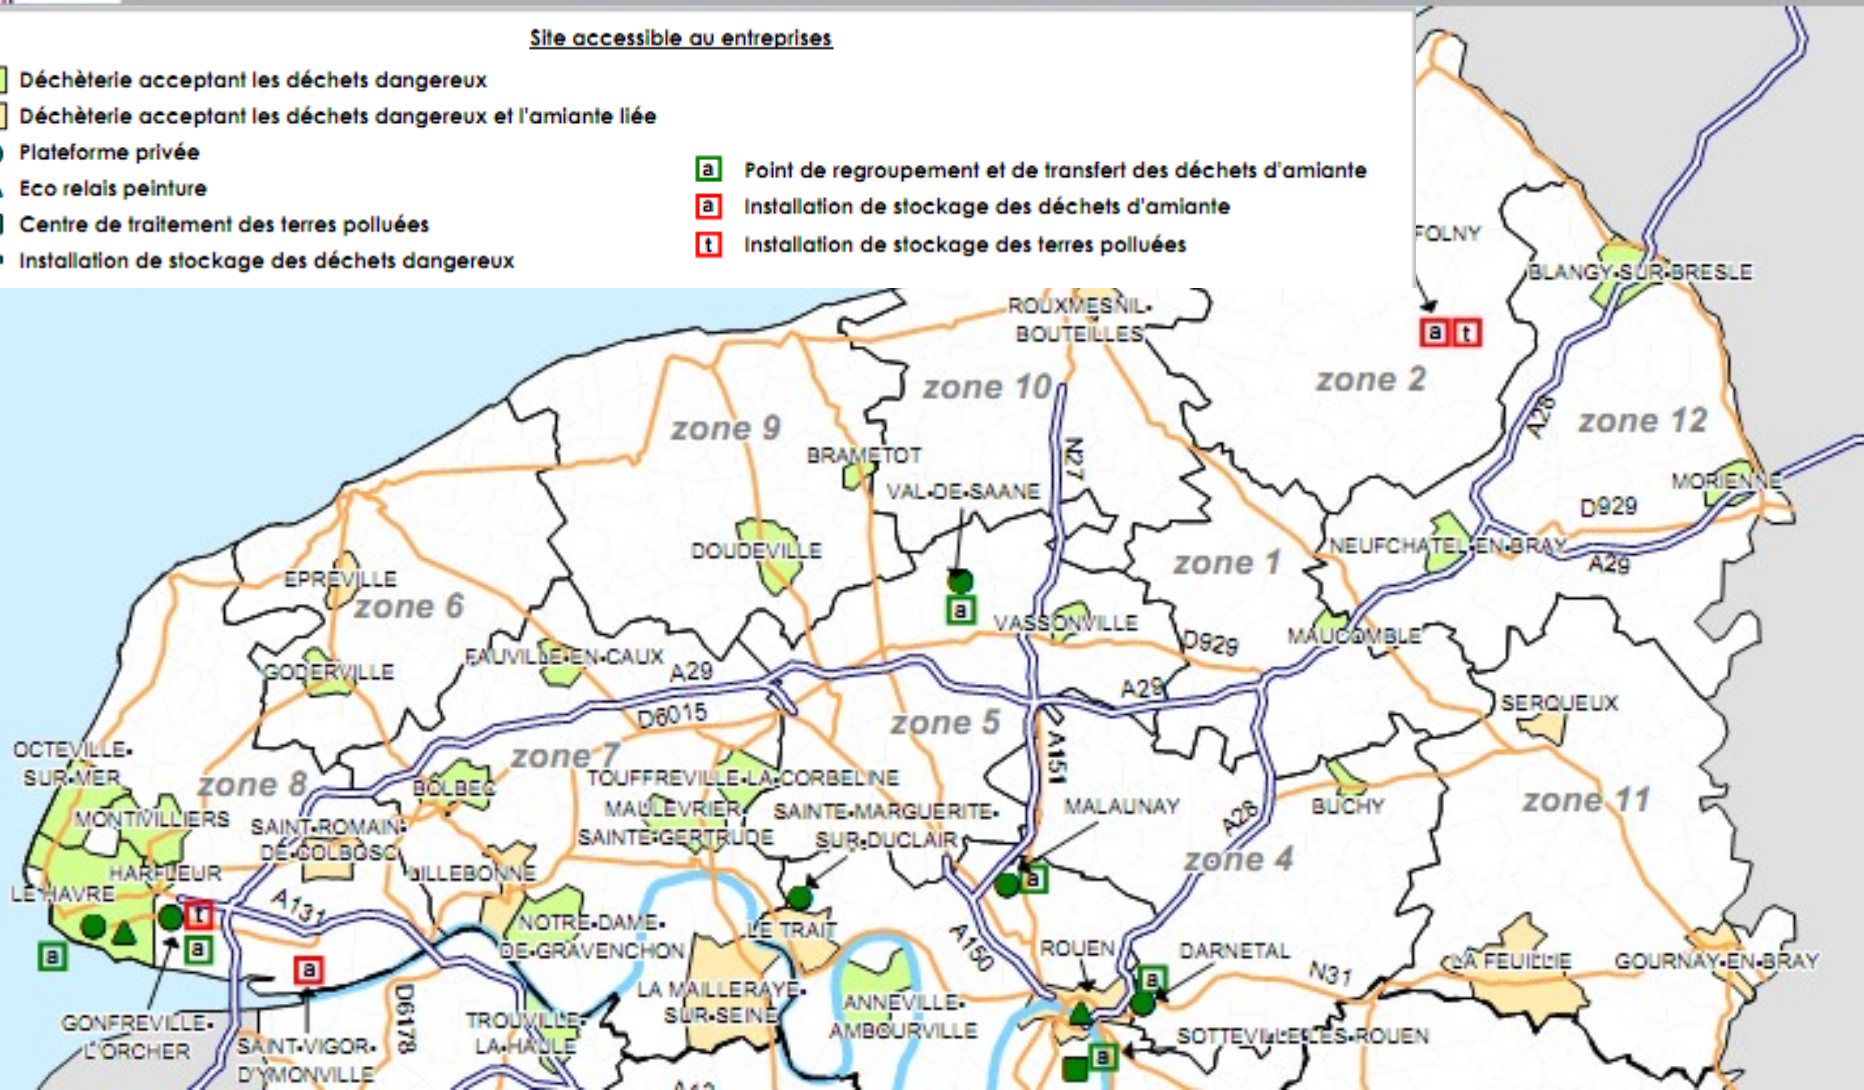 Site accessible au entreprises
Déchèterie acceptant les déchets dangereux
Déchèterie acceptant les déchets dangereux et l'amiante liée
Plateforme privée
Eco relais peinture
Centre de traitement des terres polluées
Installation de stockage des déchets dangereux
a Point de regroupement et de transfert des déchets d'amiante
a Installation de stockage des déchets d'amiante
t Installation de stockage des terres polluées
FOLNY
BLANGY-SUR-BRESLE
a t
ROUXMESNIL-
BOUTEILLES
zone 10
zone 2
zone 9
zone 12
A28
N27
BRAMETOT
VAL-DE-SAANE
MORIENNE
D929
DOUDEVILLE
NEUFCHATEL-EN-BRAY
A29
zone 1
EPREVILLE
zone 6
a
VASSONVILLE
D929
MAUCOMBLE
GODERVILLE
FAUVILLE-EN-CAUX
A29
A29
D6015
SERQUEUX
zone 5
OCTEVILLE-
SUR-MER
zone 7
zone 8
A151
TOUFFREVILLE-LA-CORBELINE
BOLBEC
MONTIVILLIERS
MAULEVRIER-
SAINTE-GERTRUDE
SAINTE-MARGUERITE-
SUR-DUCLAIR
MALAUNAY
BUCHY
zone 11
A28
SAINT-ROMAIN-
DE-COLBOSC
zone 4
HARFLEUR
LILLEBONNE
LE HAVRE
a
A131
t
a
a
a
NOTRE-DAME-
DE-GRAVENCHON
LE TRAIT
A150
ROUEN
DARNETAL
a
N31
LA FEUILLIE
GOURNAY-EN-BRAY
D6178
LA MAILLERAYE-
SUR-SEINE
ANNEVILLE-
AMBOURVILLE
GONFREVILLE-
L'ORCHER
SAINT-VIGOR-
D'YMONVILLE
TROUVILLE-
LA-HAULE
SOTTEVILLE-LES-ROUEN
a
A13